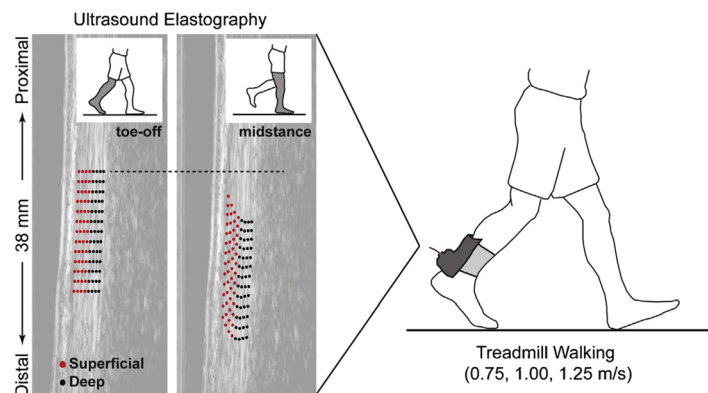 Ultrasound Elastography
Proximal
38 mm
Distal
toe-off
midstance
Superficial
Deep
Treadmill Walking
(0.75, 1.00, 1.25 m/s)